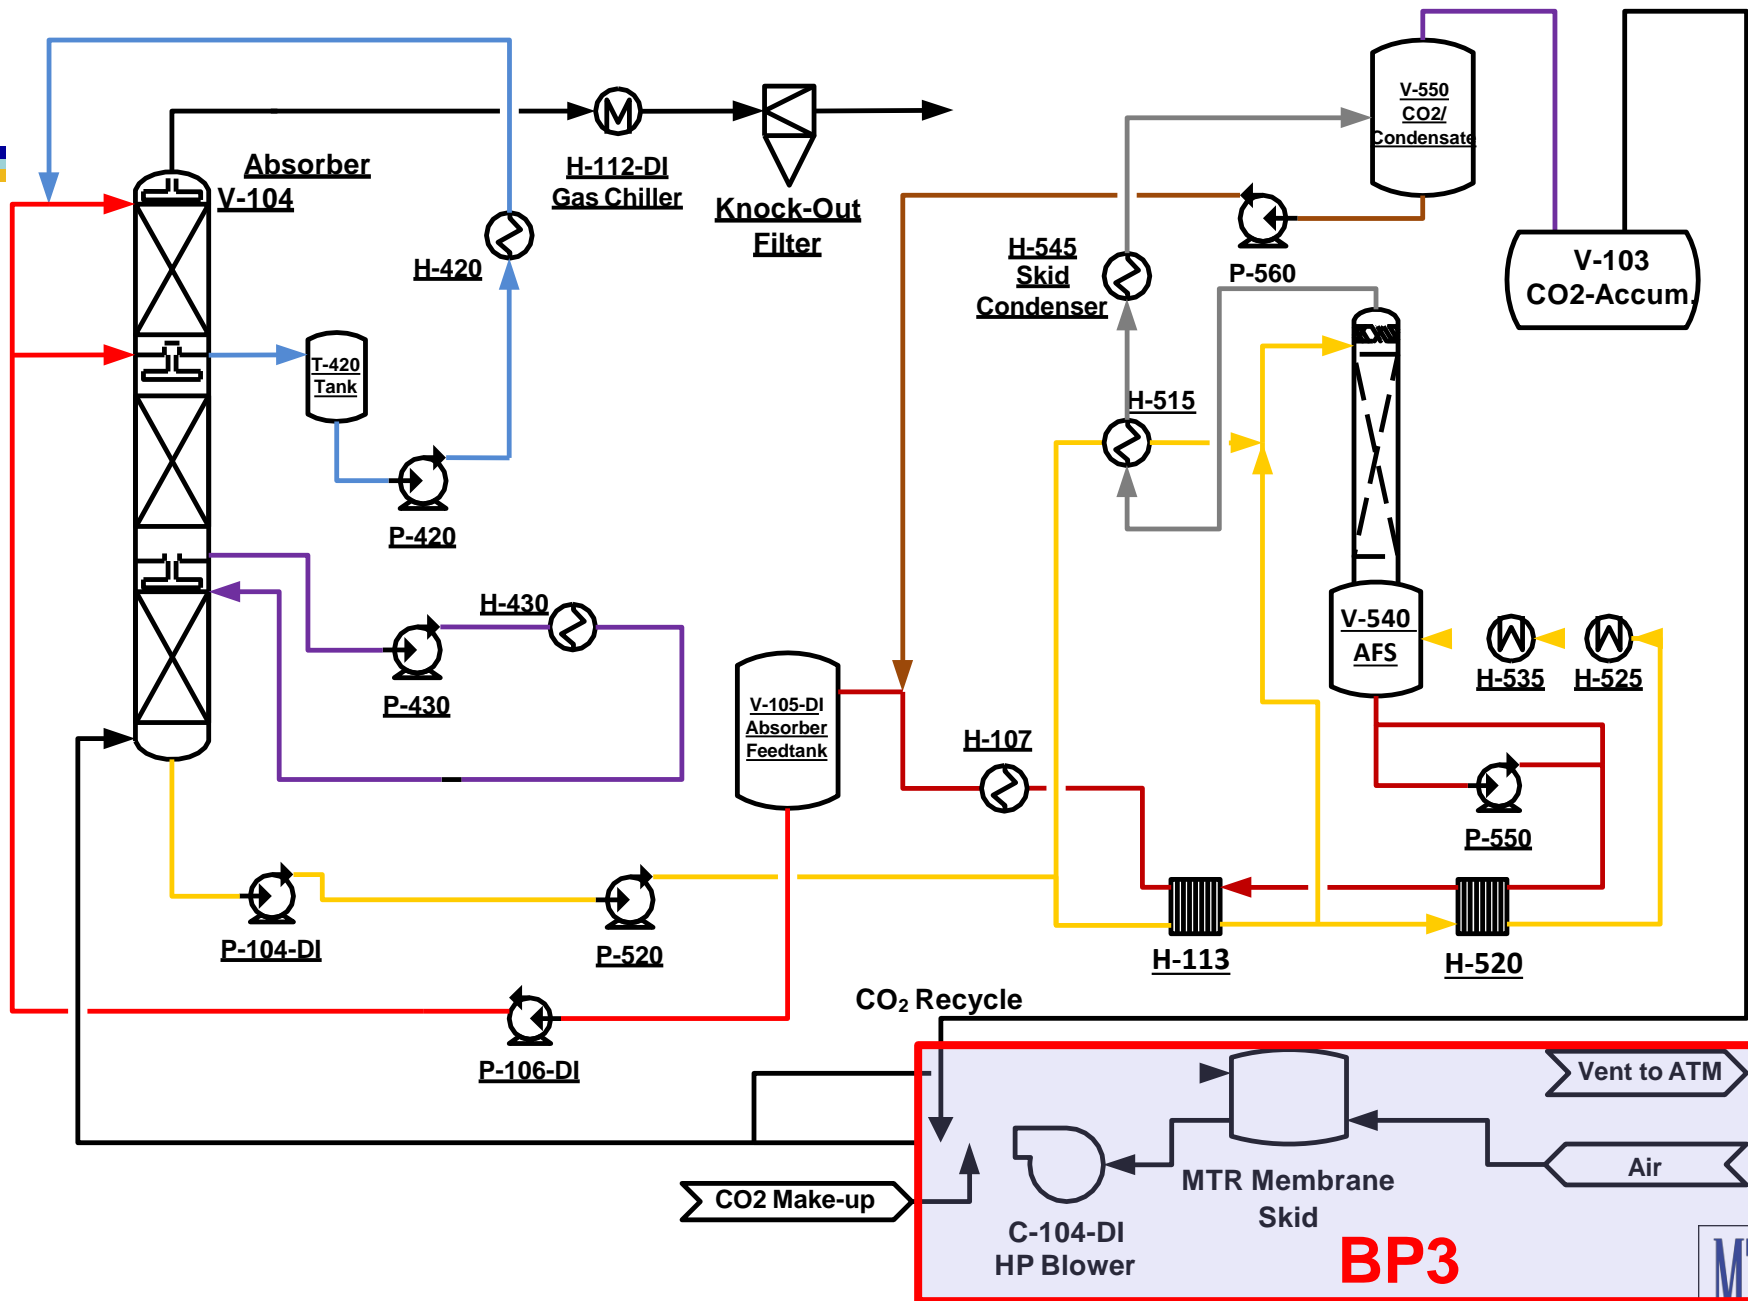 V-550
CO2/
Condensate
Absorber
V-104
H-112-DI
Gas Chiller
Knock-Out
Filter
H-420
H-545
Skid
Condenser
P-560
V-103
CO2-Accum.
T-420
Tank
H-515
P-420
H-430
P-430
V-540
AFS
H-535
H-525
V-105-DI
Absorber
Feedtank
H-107
P-550
P-104-DI
P-520
H-113
H-520
CO₂ Recycle
P-106-DI
Vent to ATM
Air
MTR Membrane
Skid
CO2 Make-up
C-104-DI
HP Blower
BP3